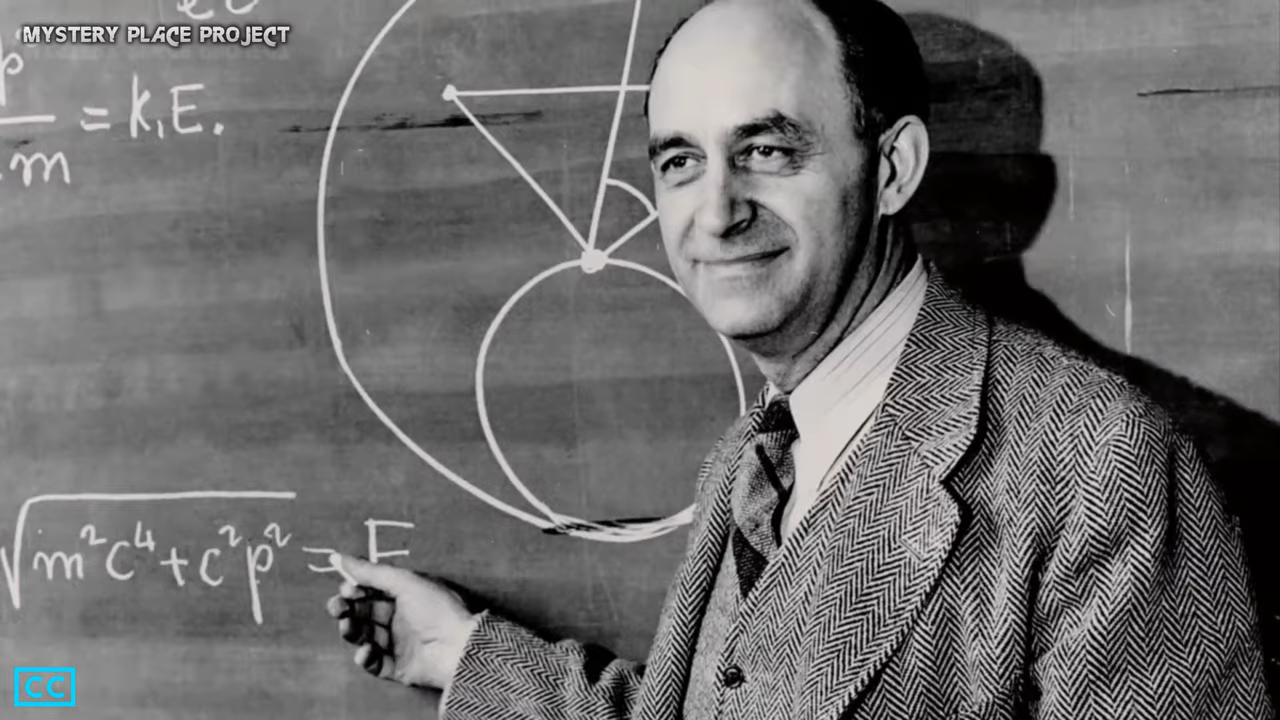 MYSTERY PLACE PROJECT
p
= K,E.
m
√m²c⁴+c²p² = E
CC